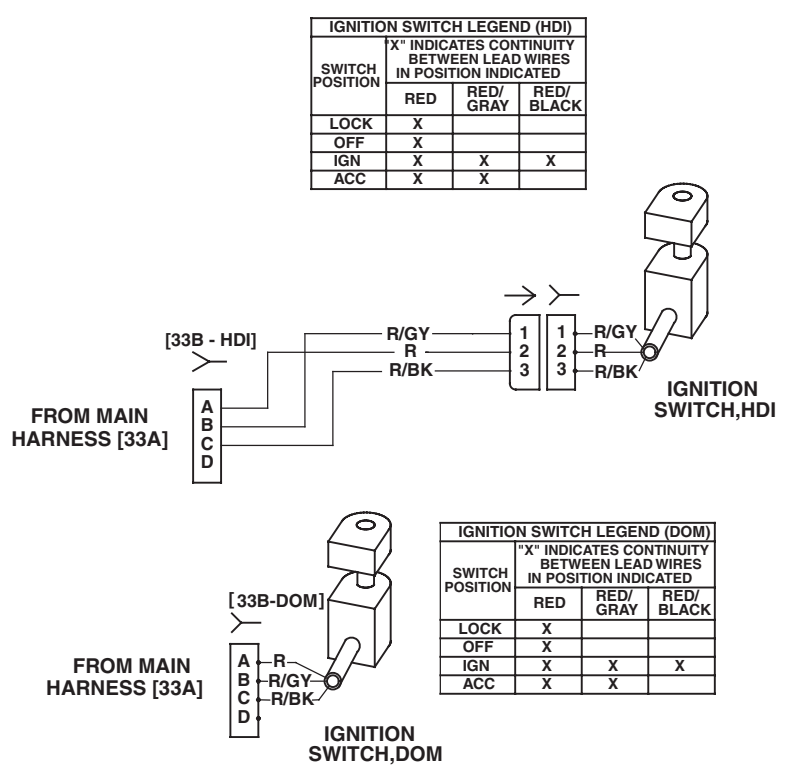 IGNITION SWITCH LEGEND (HDI)
SWITCH POSITION
"X" INDICATES CONTINUITY
BETWEEN LEAD WIRES
IN POSITION INDICATED
RED
RED/ GRAY
RED/ BLACK
LOCK X
OFF X
IGN X X X
ACC X X
[33B - HDI]
FROM MAIN
HARNESS [33A]
A
B
C
D
R/GY
R
R/BK
1
2
3
1
2
3
R/GY
R
R/BK
IGNITION
SWITCH,HDI
[33B-DOM]
FROM MAIN
HARNESS [33A]
A
B
C
D
R
R/GY
R/BK
IGNITION
SWITCH,DOM
IGNITION SWITCH LEGEND (DOM)
SWITCH POSITION
"X" INDICATES CONTINUITY
BETWEEN LEAD WIRES
IN POSITION INDICATED
RED
RED/ GRAY
RED/ BLACK
LOCK X
OFF X
IGN X X X
ACC X X